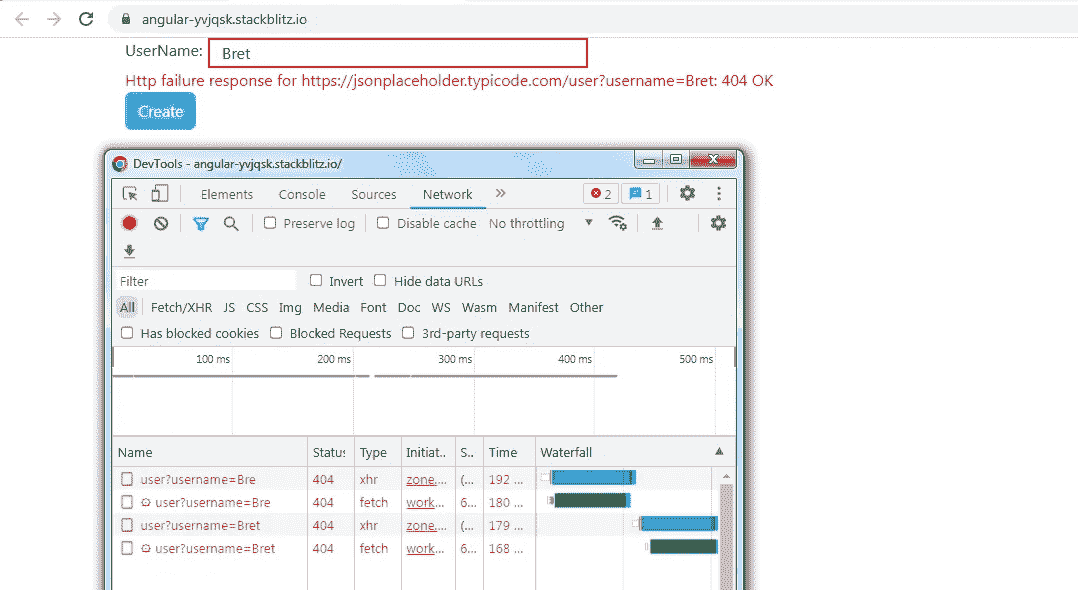 angular-yvjqsk.stackblitz.io
UserName: Bret
Http failure response for https://jsonplaceholder.typicode.com/user?username=Bret: 404 OK
Create
DevTools - angular-yvjqsk.stackblitz.io/
Elements Console Sources Network » 2 1
Preserve log Disable cache No throttling
Filter Invert Hide data URLs
All Fetch/XHR JS CSS Img Media Font Doc WS Wasm Manifest Other
Has blocked cookies Blocked Requests 3rd-party requests
100 ms 200 ms 300 ms 400 ms 500 ms
Name Status Type Initiat.. S.. Time Waterfall
user?username=Bre 404 xhr zone.... (... 192 ...
user?username=Bre 404 fetch work... 6... 180 ...
user?username=Bret 404 xhr zone.... (... 179 ...
user?username=Bret 404 fetch work... 6... 168 ...